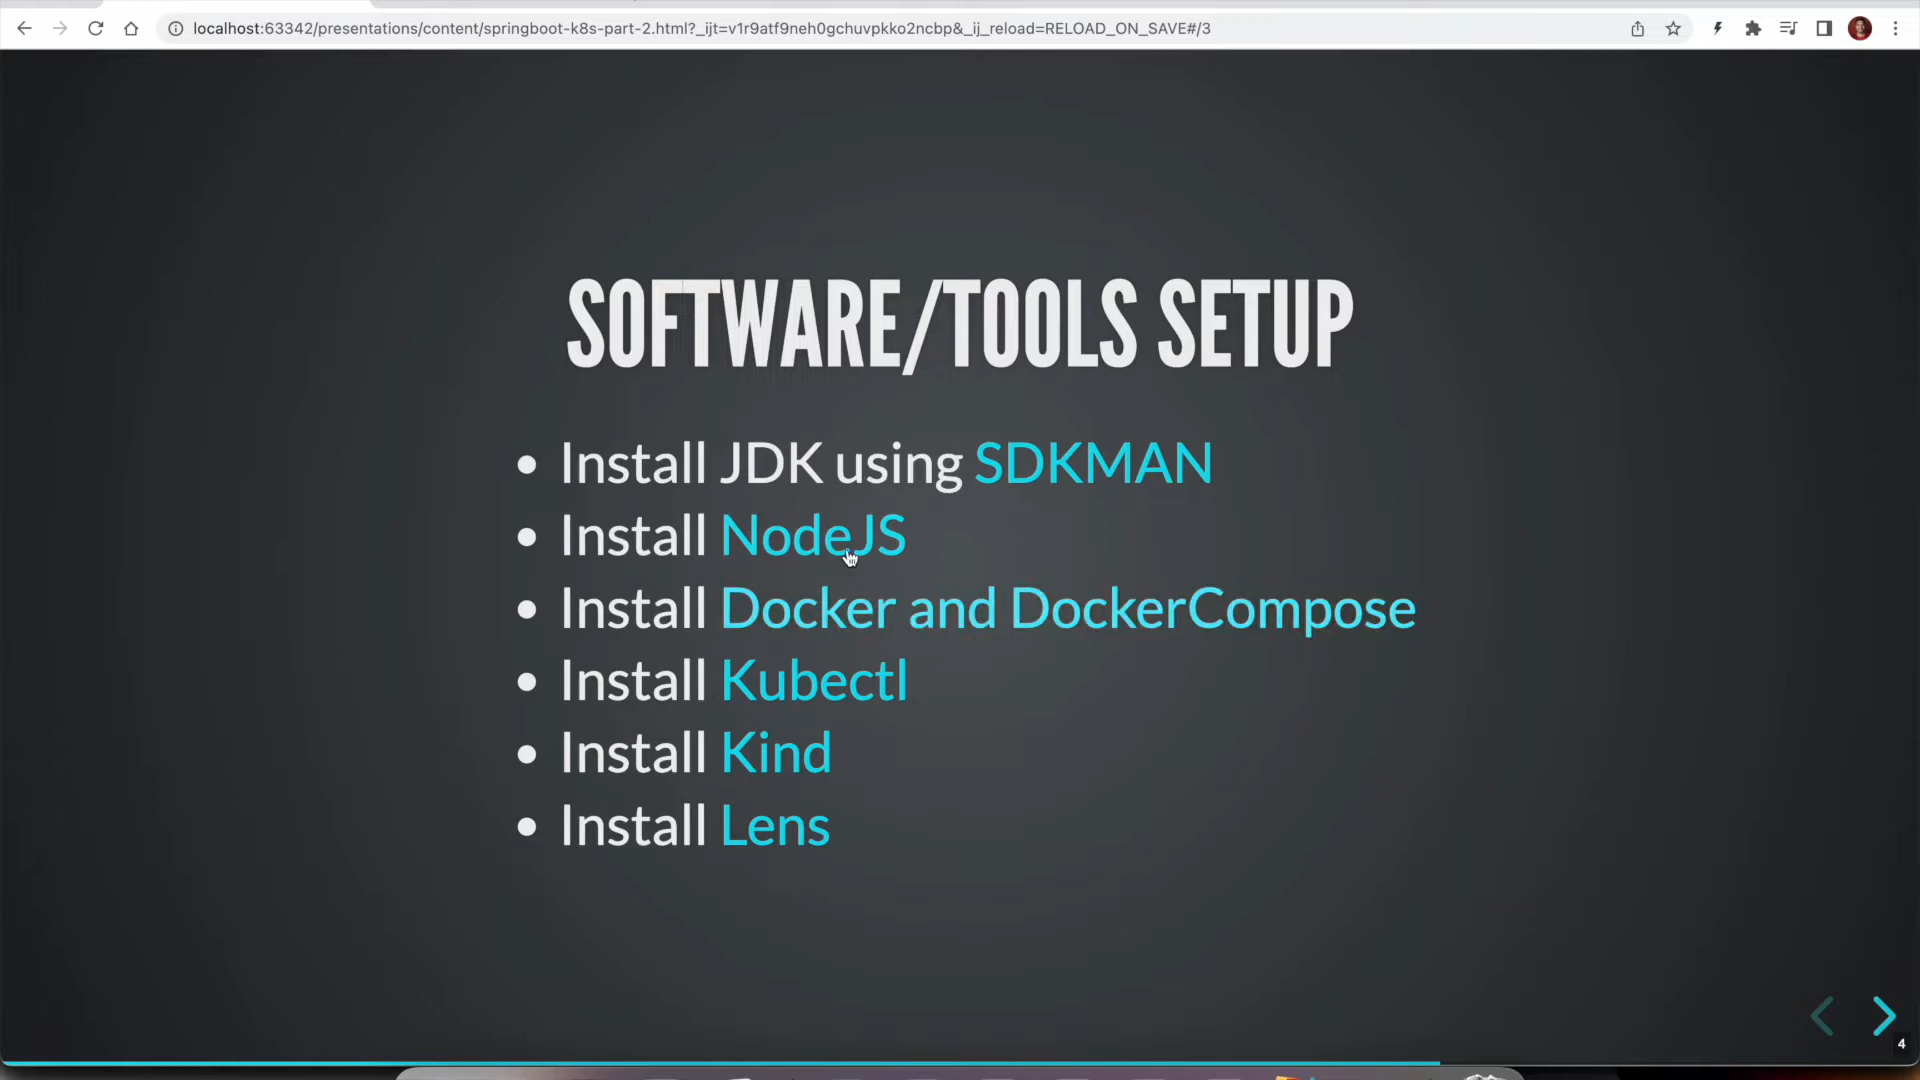 localhost:63342/presentations/content/springboot-k8s-part-2.html?_ijt=v1r9atf9neh0gchuvpkko2ncbp&_ij_reload=RELOAD_ON_SAVE#/3
SOFTWARE/TOOLS SETUP
• Install JDK using SDKMAN
• Install NodeJS
• Install Docker and DockerCompose
• Install Kubectl
• Install Kind
• Install Lens
4